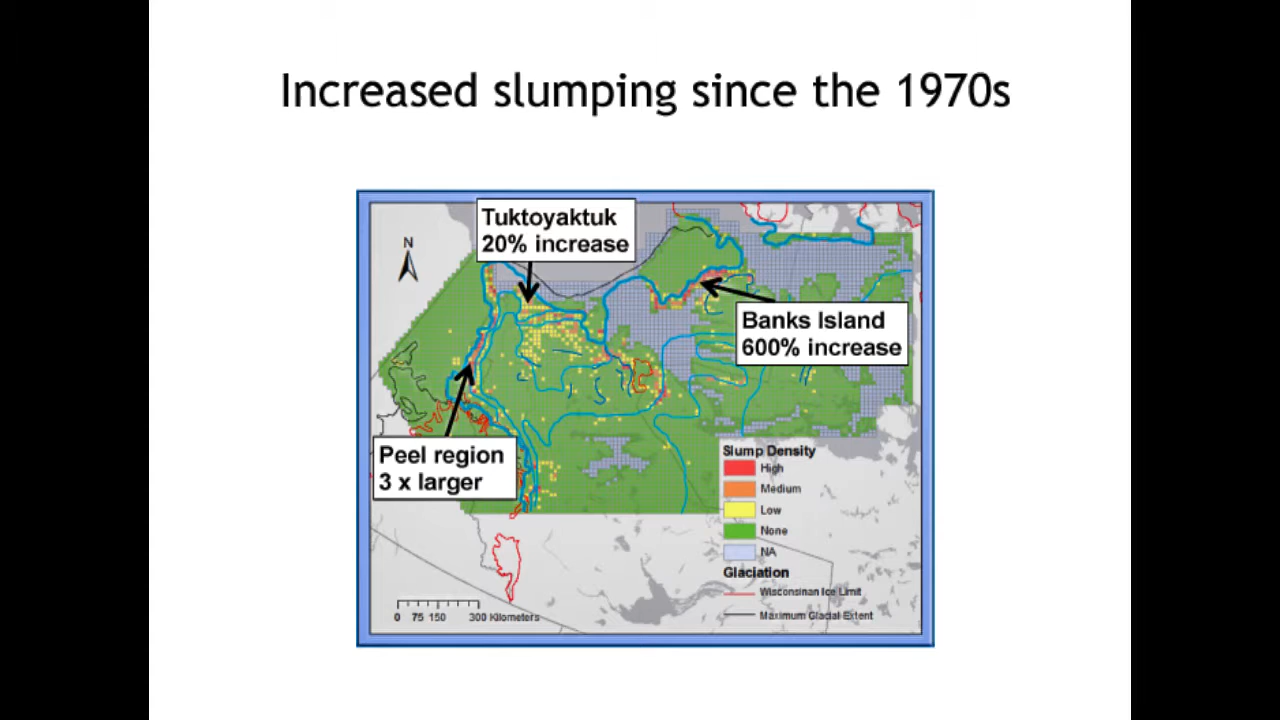 Increased slumping since the 1970s
Tuktoyaktuk
20% increase
N
Banks Island
600% increase
Peel region
3 x larger
Slump Density
High
Medium
Low
None
NA
Glaciation
Wisconsinan Ice Limit
Maximum Glacial Extent
0 75 150 300 Kilometers